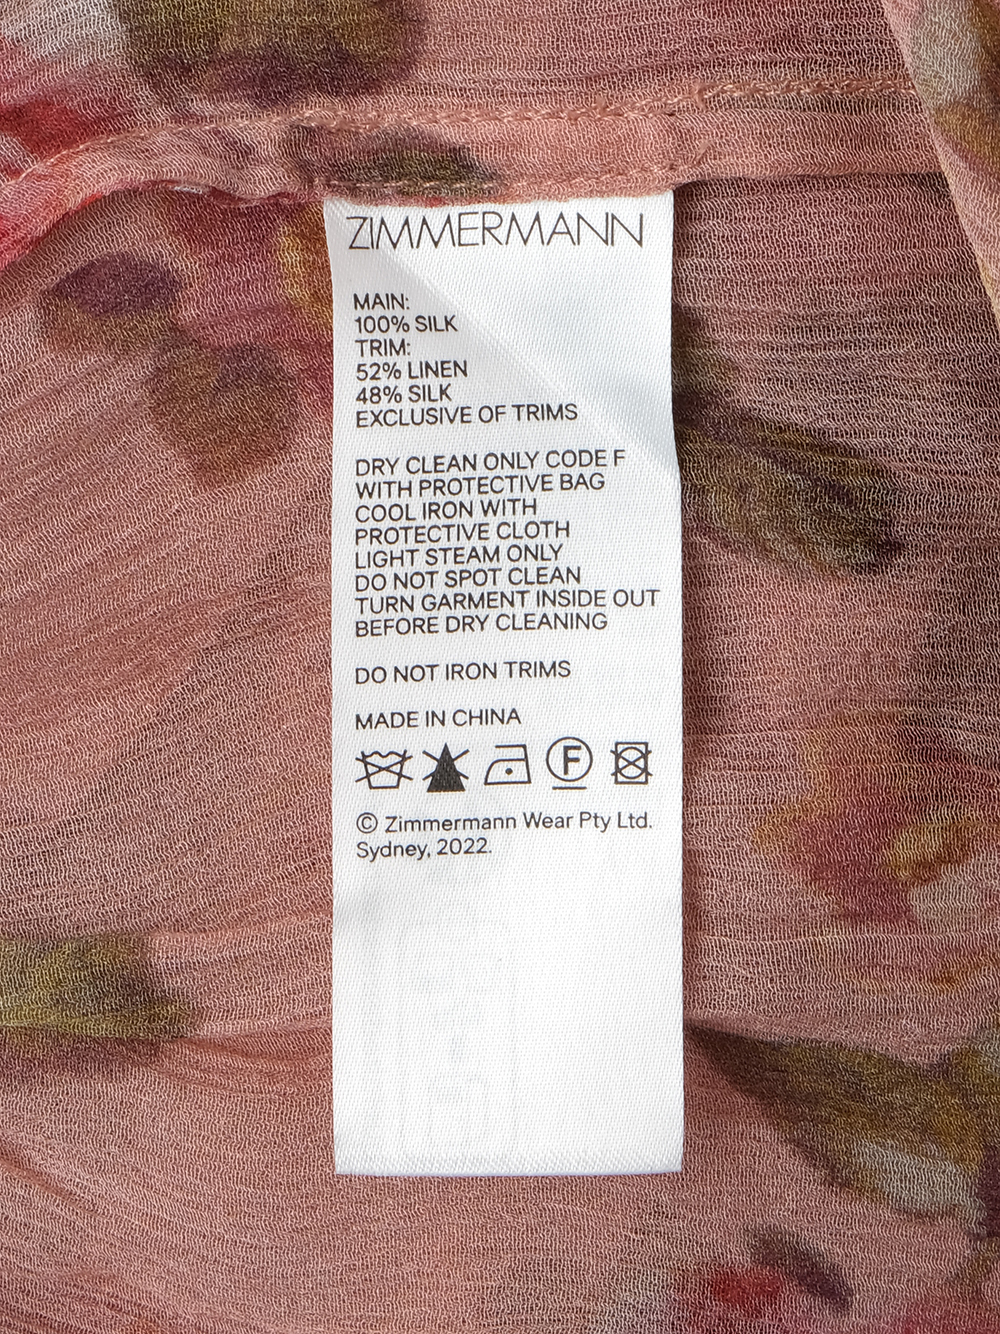 ZIMMERMANN
MAIN:
100% SILK
TRIM:
52% LINEN
48% SILK
EXCLUSIVE OF TRIMS
DRY CLEAN ONLY CODE F
WITH PROTECTIVE BAG
COOL IRON WITH
PROTECTIVE CLOTH
LIGHT STEAM ONLY
DO NOT SPOT CLEAN
TURN GARMENT INSIDE OUT
BEFORE DRY CLEANING
DO NOT IRON TRIMS
MADE IN CHINA
F
© Zimmermann Wear Pty Ltd.
Sydney, 2022.